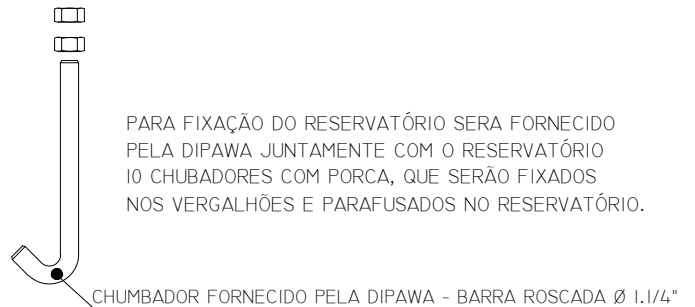 PARA FIXAÇÃO DO RESERVATÓRIO SERA FORNECIDO
PELA DIPAWA JUNTAMENTE COM O RESERVATÓRIO
10 CHUBADORES COM PORCA, QUE SERÃO FIXADOS
NOS VERGALHÕES E PARAFUSADOS NO RESERVATÓRIO.
CHUMBADOR FORNECIDO PELA DIPAWA - BARRA ROSCADA Ø 1.1/4"